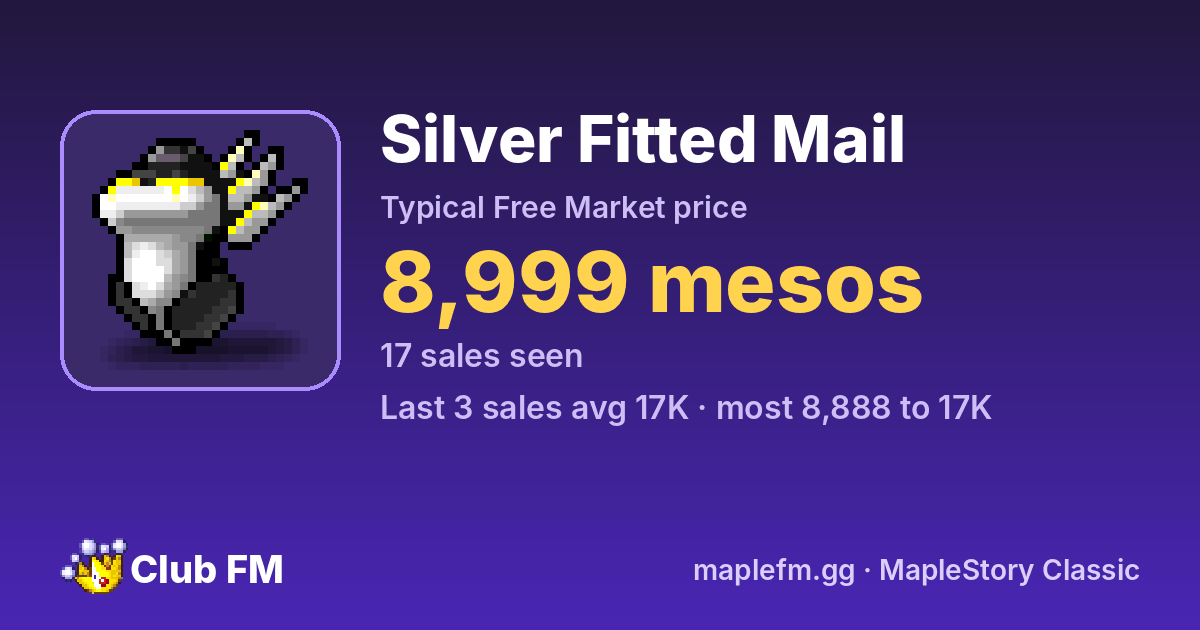 Silver Fitted Mail
Typical Free Market price
8,999 mesos
17 sales seen
Last 3 sales avg 17K · most 8,888 to 17K
Club FM
maplefm.gg · MapleStory Classic